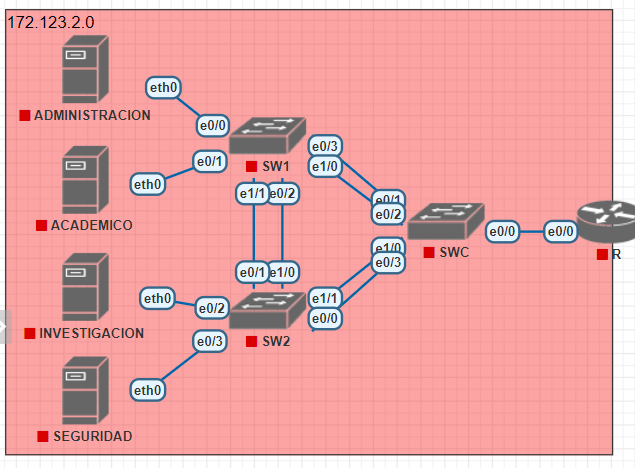 172.123.2.0
eth0
ADMINISTRACION
e0/0
SW1
e0/3
e0/1
e1/0
eth0
e1/1
e0/2
e0/1
e0/2
ACADEMICO
SWC
e0/0
e0/0
R
e1/0
e0/3
e0/1
e1/0
eth0
e0/2
e1/1
e0/0
INVESTIGACION
e0/3
SW2
eth0
SEGURIDAD